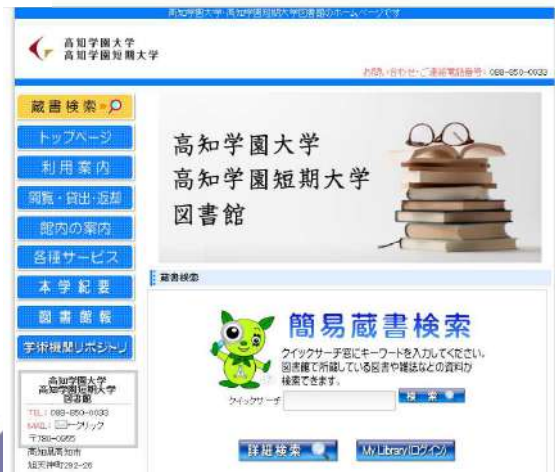 高知学園大学・高知学園短期大学図書館のホームページです
高知学園大学
高知学園短期大学
お問い合わせ・ご連絡電話番号: 088-850-0033
蔵書検索
トップページ
利用案内
閲覧・貸出・返却
館内の案内
各種サービス
本学紀要
図書館報
学術機関リポジトリ
高知学園大学
高知学園短期大学
図書館
TEL: 088-850-0033
MAIL: クリック
〒780-0955
高知県高知市
旭天神町292-26
高知学園大学
高知学園短期大学
図書館
蔵書検索
簡易蔵書検索
クイックサーチ窓にキーワードを入力してください。
図書館で所蔵している図書や雑誌などの資料が
検索できます。
クイックサーチ
検索
詳細検索
My Library(ログイン)